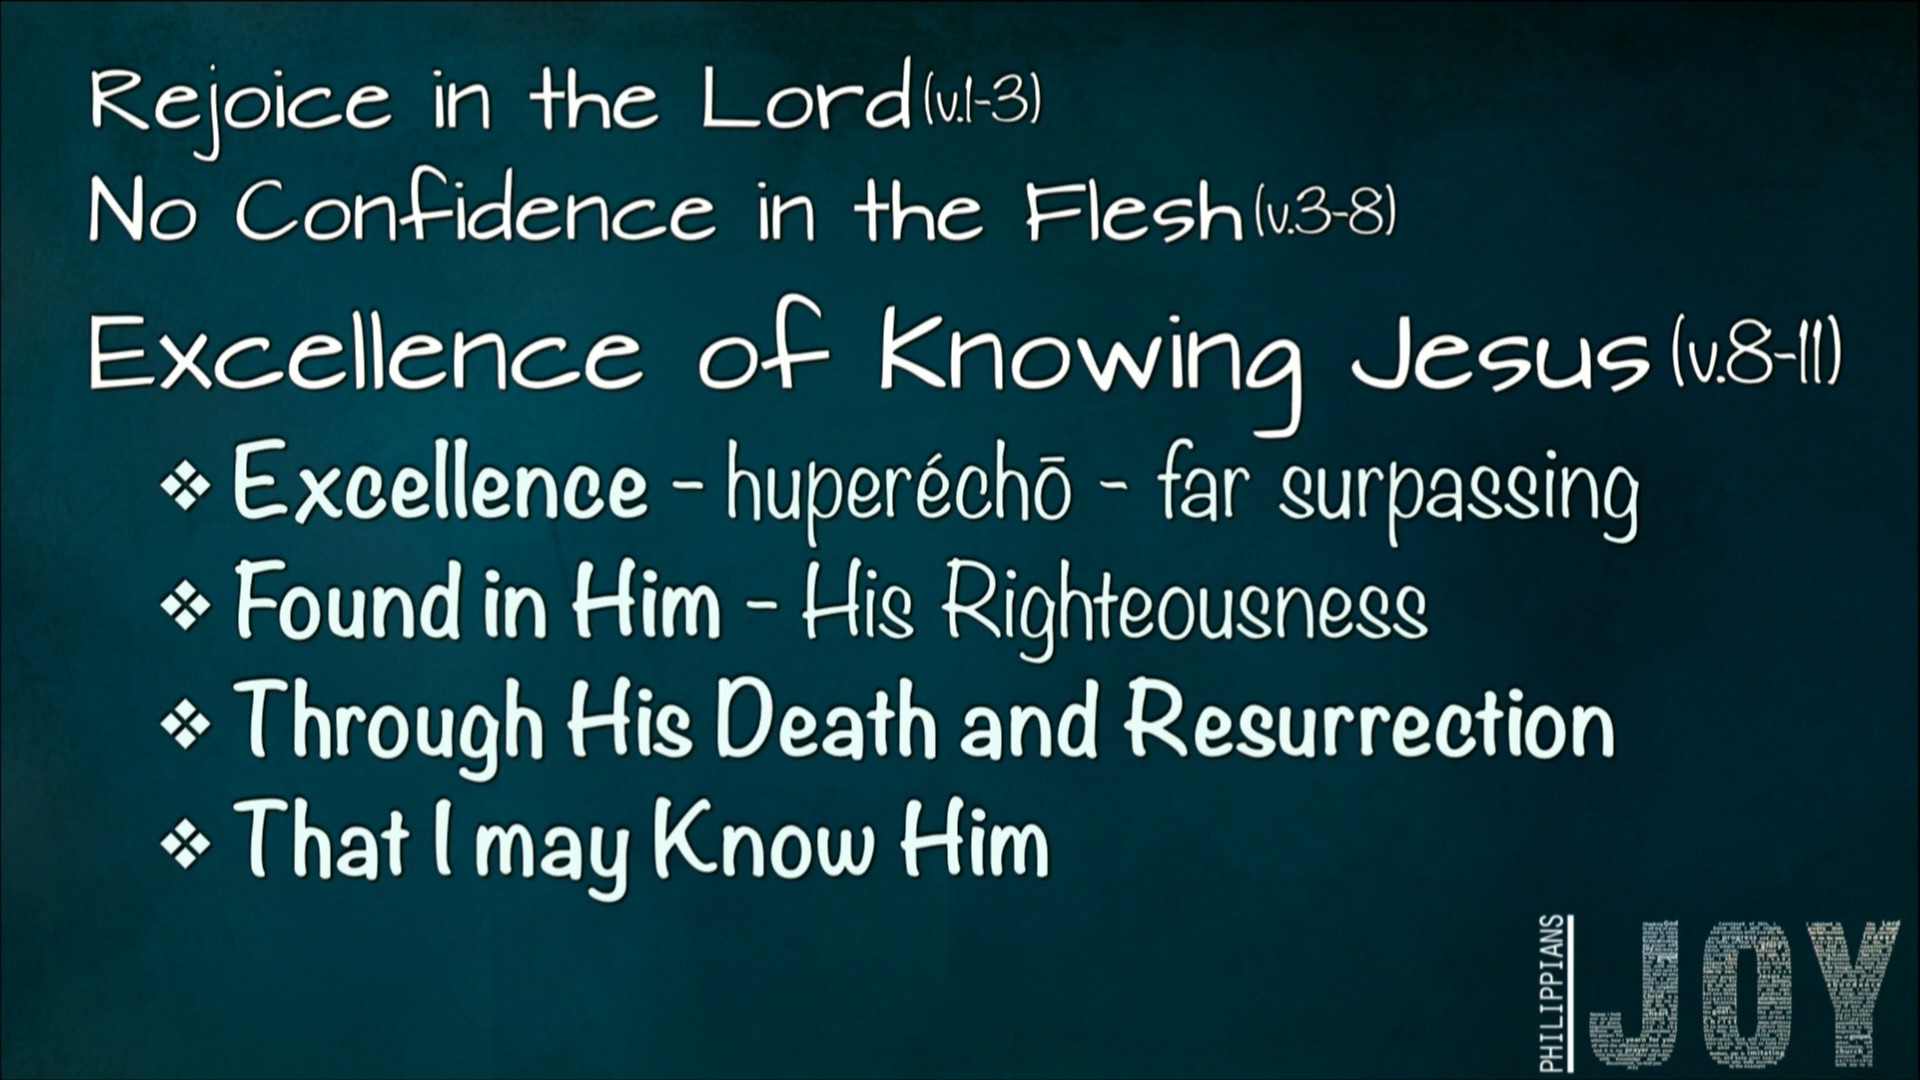 Rejoice in the Lord (v.1-3)
No Confidence in the Flesh (v.3-8)
Excellence of Knowing Jesus (v.8-11)
❖ Excellence - huperéchō - far surpassing
❖ Found in Him - His Righteousness
❖ Through His Death and Resurrection
❖ That I may Know Him
PHILIPPIANS
JOY